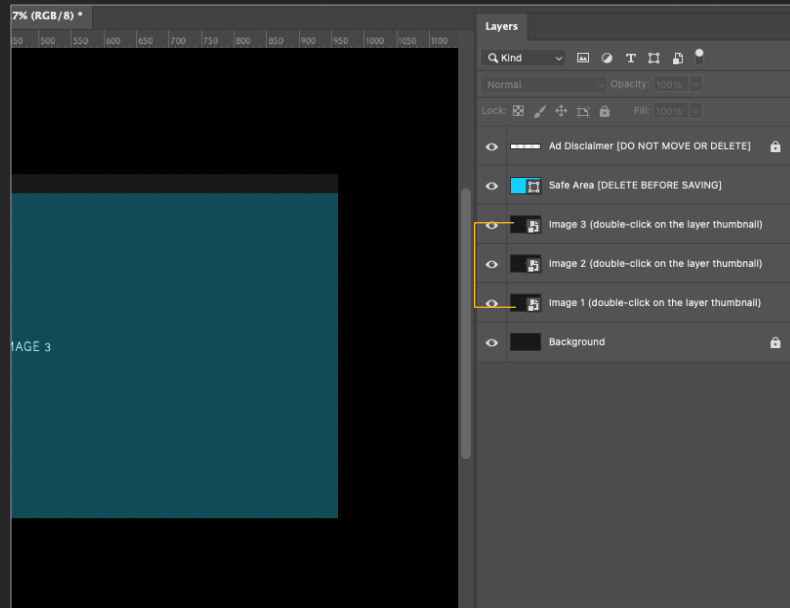 7% (RGB/8) *
500 550 600 650 700 750 800 850 900 950 1000 1050 1100
IMAGE 3
Layers
Kind
Normal Opacity: 100%
Lock: Fill: 100%
Ad Disclaimer [DO NOT MOVE OR DELETE]
Safe Area [DELETE BEFORE SAVING]
Image 3 (double-click on the layer thumbnail)
Image 2 (double-click on the layer thumbnail)
Image 1 (double-click on the layer thumbnail)
Background